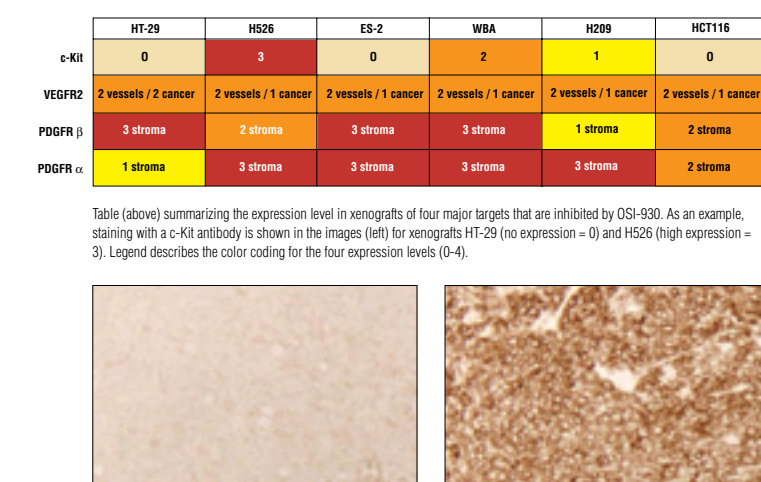 HT-29 H526 ES-2 WBA H209 HCT116
c-Kit 0 3 0 2 1 0
VEGFR2 2 vessels / 2 cancer 2 vessels / 1 cancer 2 vessels / 1 cancer 2 vessels / 1 cancer 2 vessels / 1 cancer 2 vessels / 1 cancer
PDGFR β 3 stroma 2 stroma 3 stroma 3 stroma 1 stroma 2 stroma
PDGFR α 1 stroma 3 stroma 3 stroma 3 stroma 3 stroma 2 stroma
Table (above) summarizing the expression level in xenografts of four major targets that are inhibited by OSI-930. As an example,
staining with a c-Kit antibody is shown in the images (left) for xenografts HT-29 (no expression = 0) and H526 (high expression =
3). Legend describes the color coding for the four expression levels (0-4).